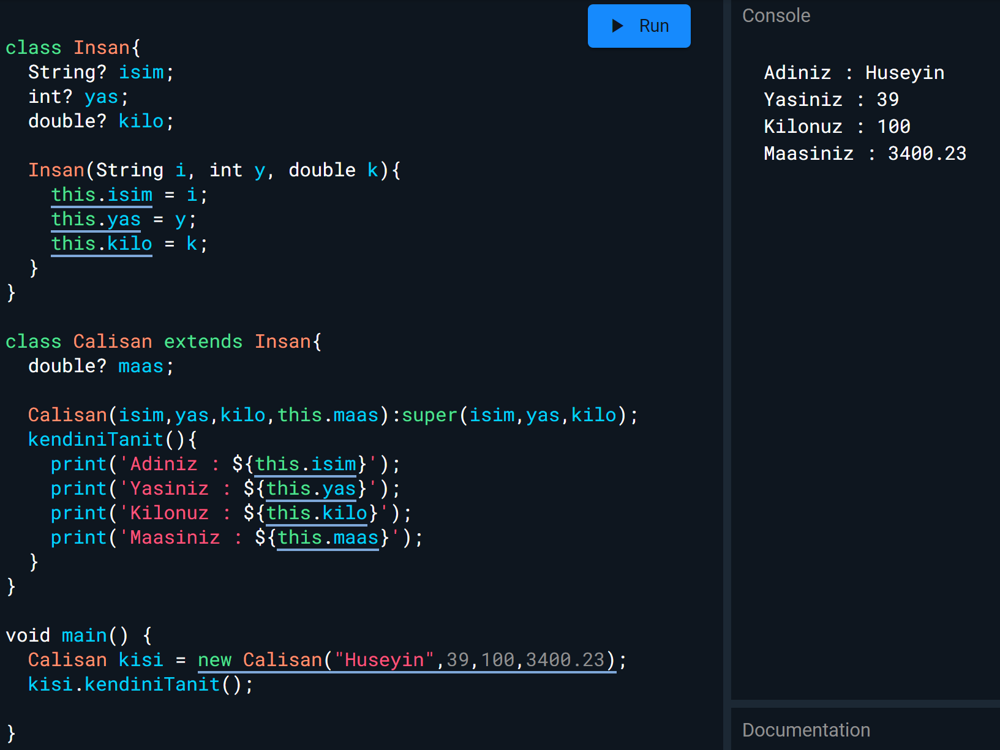 Run
class Insan{
  String? isim;
  int? yas;
  double? kilo;

  Insan(String i, int y, double k){
    this.isim = i;
    this.yas = y;
    this.kilo = k;
  }
}

class Calisan extends Insan{
  double? maas;

  Calisan(isim,yas,kilo,this.maas):super(isim,yas,kilo);
  kendiniTanit(){
    print('Adiniz : ${this.isim}');
    print('Yasiniz : ${this.yas}');
    print('Kilonuz : ${this.kilo}');
    print('Maasiniz : ${this.maas}');
  }
}

void main() {
  Calisan kisi = new Calisan("Huseyin",39,100,3400.23);
  kisi.kendiniTanit();

}
Console
Adiniz : Huseyin
Yasiniz : 39
Kilonuz : 100
Maasiniz : 3400.23
Documentation